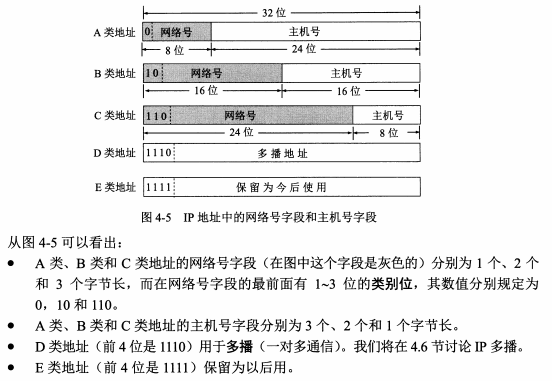 32 位
A 类地址 0 网络号 主机号
8 位 24 位
B 类地址 10 网络号 主机号
16 位 16 位
C 类地址 110 网络号 主机号
24 位 8 位
D 类地址 1110 多播地址
E 类地址 1111 保留为今后使用
图 4-5 IP 地址中的网络号字段和主机号字段
从图 4-5 可以看出:
● A 类、B 类和 C 类地址的网络号字段(在图中这个字段是灰色的)分别为 1 个、2 个
和 3 个字节长,而在网络号字段的最前面有 1~3 位的类别位,其数值分别规定为
0,10 和 110。
● A 类、B 类和 C 类地址的主机号字段分别为 3 个、2 个和 1 个字节长。
● D 类地址(前 4 位是 1110)用于多播(一对多通信)。我们将在 4.6 节讨论 IP 多播。
● E 类地址(前 4 位是 1111)保留为以后用。